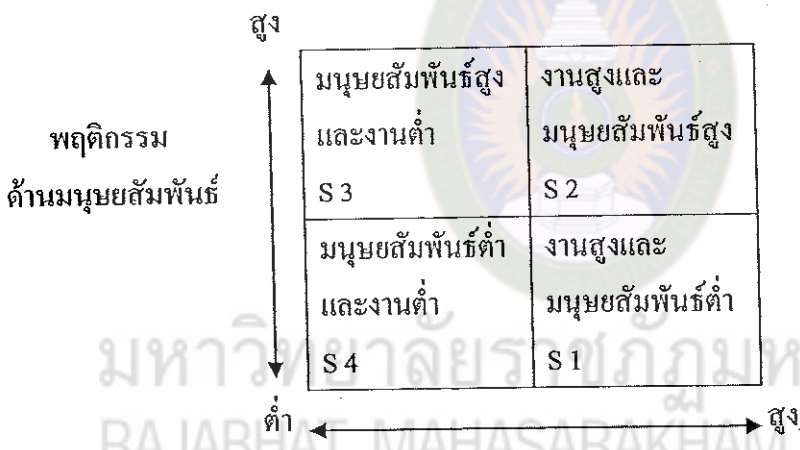 สูง
มนุษยสัมพันธ์สูง
และงานต่ำ
S 3
งานสูงและ
มนุษยสัมพันธ์สูง
S 2
พฤติกรรม
ด้านมนุษยสัมพันธ์
มนุษยสัมพันธ์ต่ำ
และงานต่ำ
S 4
งานสูงและ
มนุษยสัมพันธ์ต่ำ
S 1
ต่ำ
สูง
มหาวิทยาลัยราชภัฏมห
RAJABHAT MAHASARAKHAM